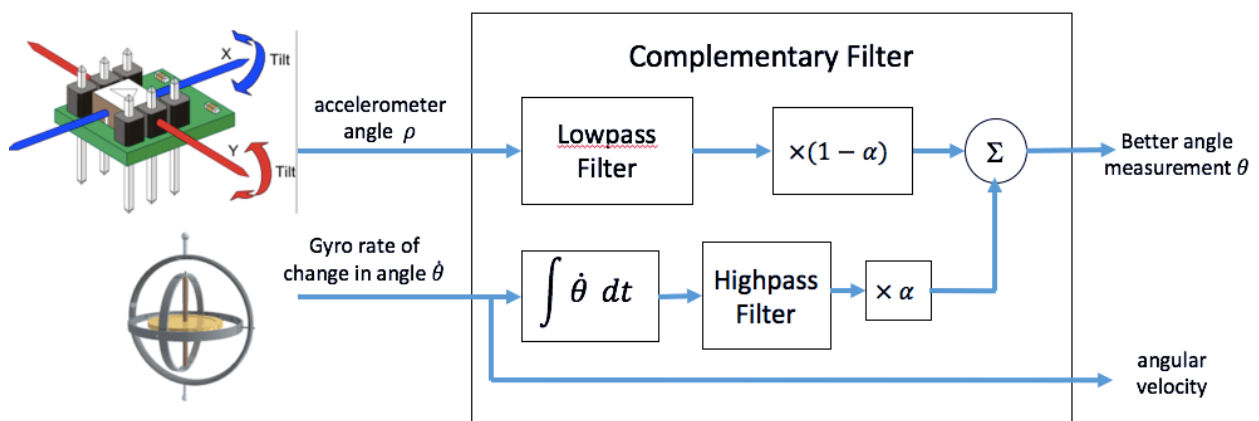 Complementary Filter
X
Tilt
Y
Tilt
accelerometer
angle ρ
Lowpass
Filter
×(1 − α)
Σ
Better angle
measurement θ
Gyro rate of
change in angle θ̇
∫ θ̇ dt
Highpass
Filter
× α
angular
velocity